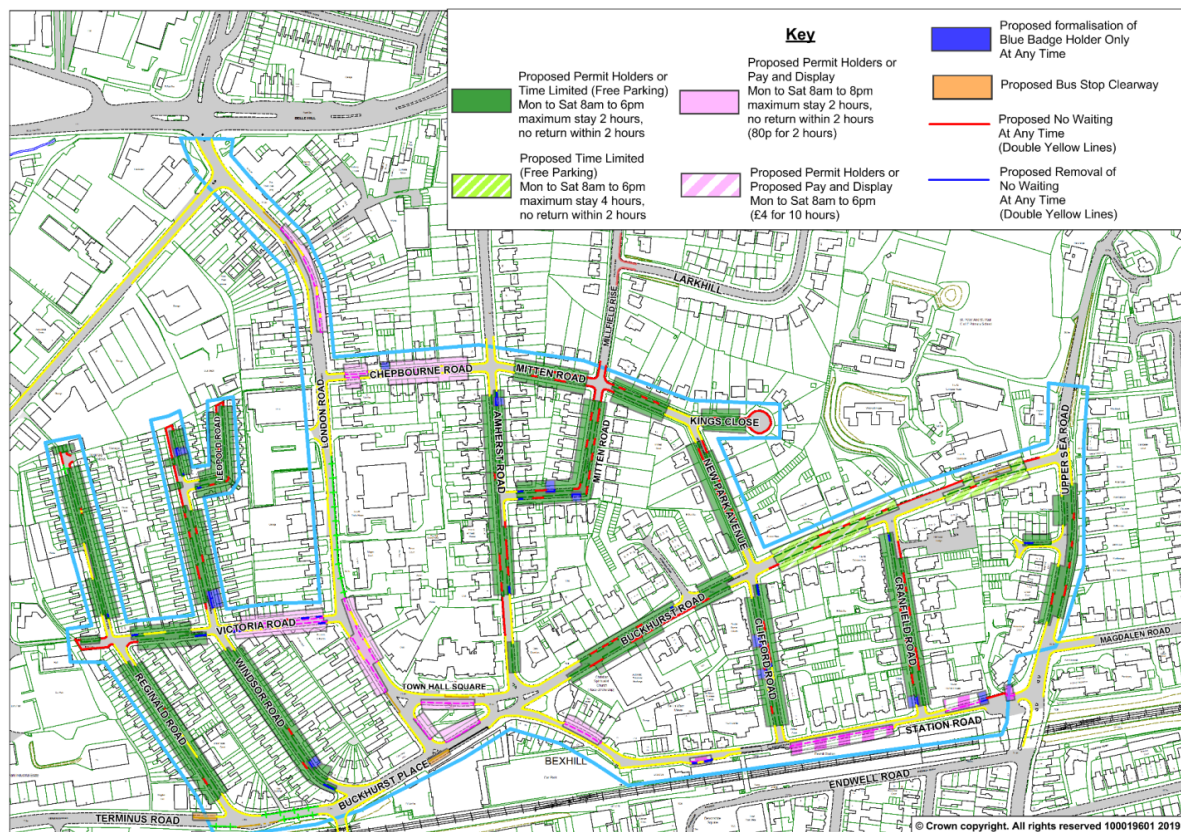 Key
Proposed Permit Holders or
Time Limited (Free Parking)
Mon to Sat 8am to 6pm
maximum stay 2 hours,
no return within 2 hours
Proposed Time Limited
(Free Parking)
Mon to Sat 8am to 6pm
maximum stay 4 hours,
no return within 2 hours
Proposed Permit Holders or
Pay and Display
Mon to Sat 8am to 8pm
maximum stay 2 hours,
no return within 2 hours
(80p for 2 hours)
Proposed Permit Holders or
Proposed Pay and Display
Mon to Sat 8am to 6pm
(£4 for 10 hours)
Proposed formalisation of
Blue Badge Holder Only
At Any Time
Proposed Bus Stop Clearway
Proposed No Waiting
At Any Time
(Double Yellow Lines)
Proposed Removal of
No Waiting
At Any Time
(Double Yellow Lines)
LARKHILL
MILLFIELD RISE
CHEPBOURNE ROAD
MITTEN ROAD
LONDON ROAD
AMHERST ROAD
MITTEN ROAD
KINGS CLOSE
LEOPOLD ROAD
NEW PARK AVENUE
UPPER SEA ROAD
CRANFIELD ROAD
BUCKHURST ROAD
CLIFFORD ROAD
VICTORIA ROAD
MAGDALEN ROAD
WINDSOR ROAD
REGINALD ROAD
TOWN HALL SQUARE
STATION ROAD
BEXHILL
BUCKHURST PLACE
ENDWELL ROAD
TERMINUS ROAD
© Crown copyright. All rights reserved 100019601 2019